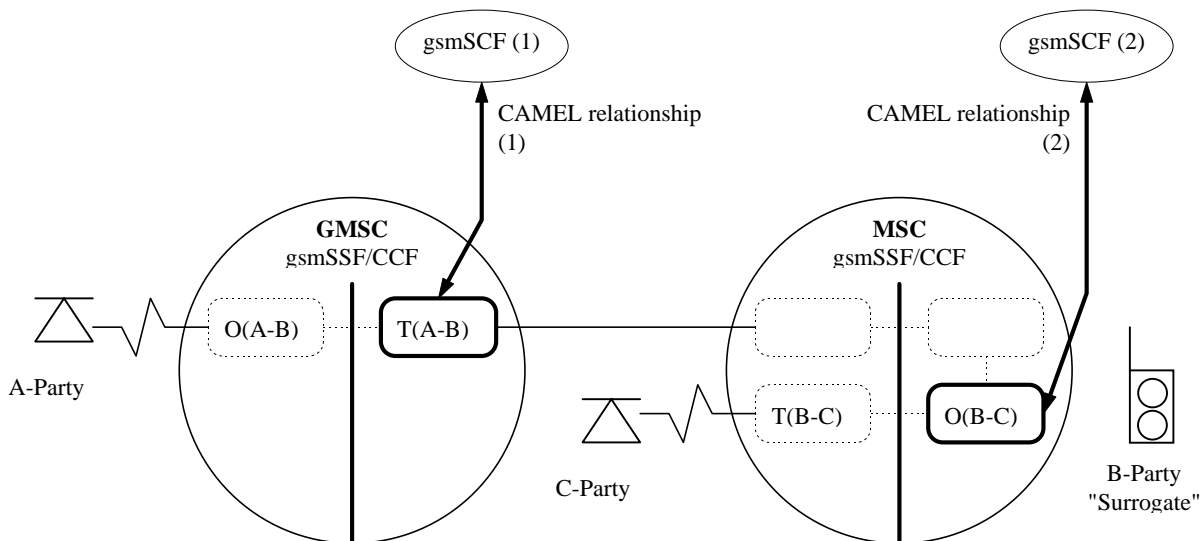 gsmSCF (1)
gsmSCF (2)
CAMEL relationship
(1)
CAMEL relationship
(2)
GMSC
gsmSSF/CCF
MSC
gsmSSF/CCF
O(A-B)
T(A-B)
A-Party
T(B-C)
O(B-C)
C-Party
B-Party
"Surrogate"